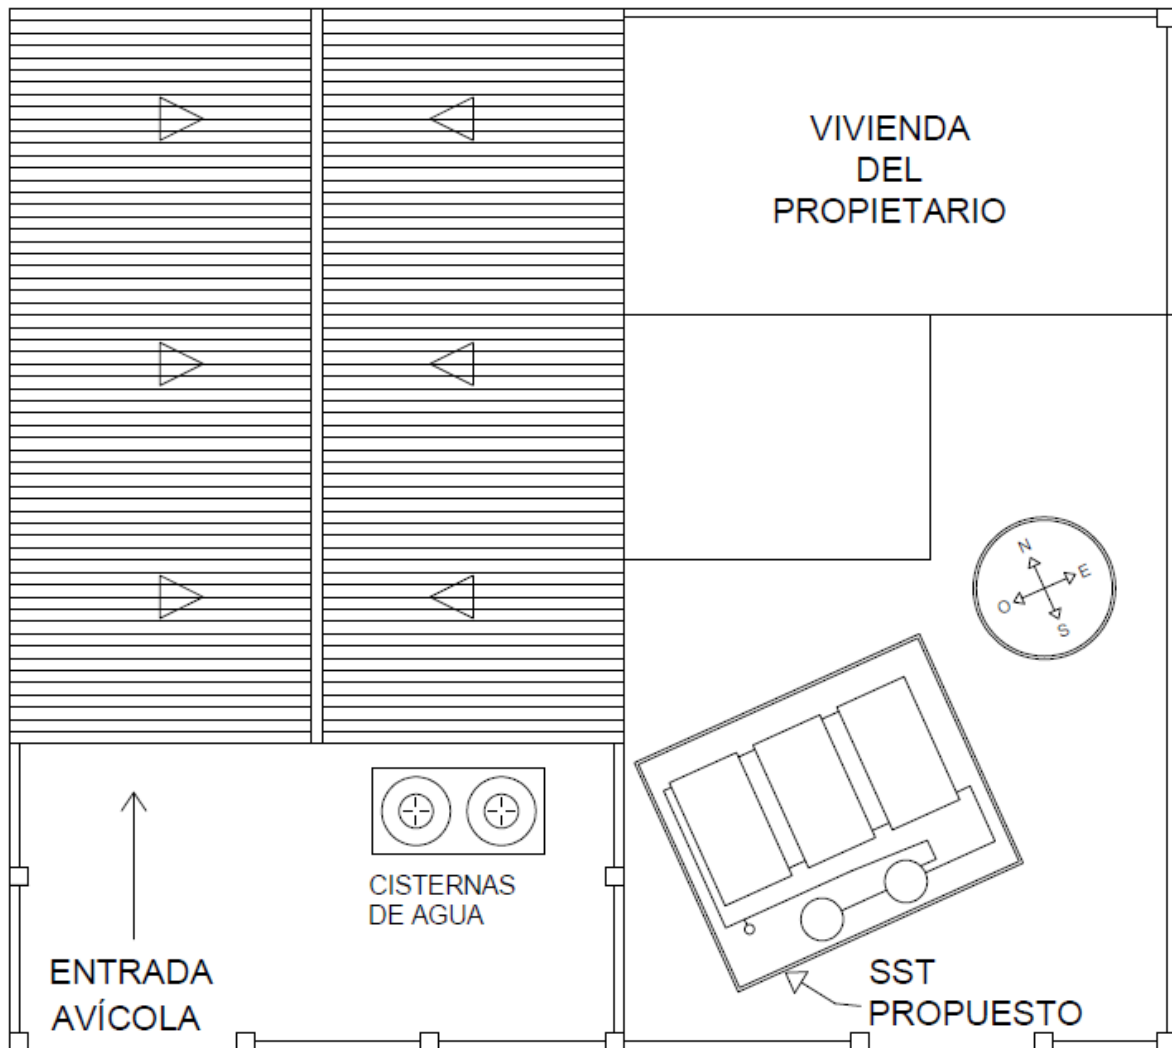 VIVIENDA
DEL
PROPIETARIO
N
E
O
S
CISTERNAS
DE AGUA
ENTRADA
AVÍCOLA
SST
PROPUESTO